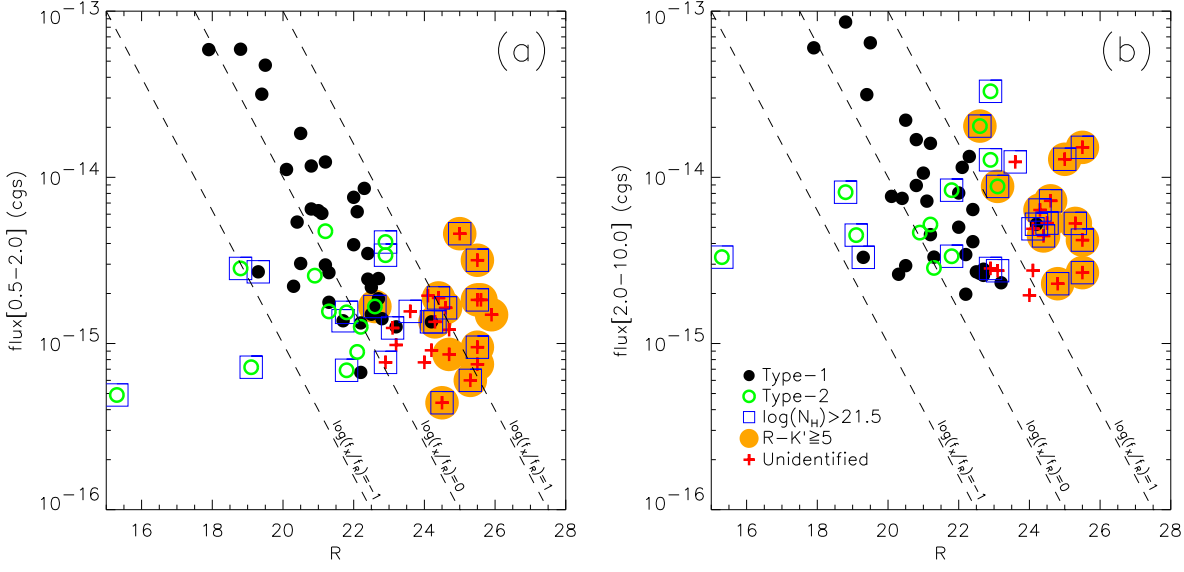 10⁻¹³
10⁻¹⁴
10⁻¹⁵
10⁻¹⁶
flux[0.5−2.0] (cgs)
(a)
log(f_X/f_R)=−1
log(f_X/f_R)=0
log(f_X/f_R)=1
16 18 20 22 24 26 28
R
10⁻¹³
10⁻¹⁴
10⁻¹⁵
10⁻¹⁶
flux[2.0−10.0] (cgs)
(b)
Type−1
Type−2
log(N_H)>21.5
R−K'≧5
Unidentified
log(f_X/f_R)=−1
log(f_X/f_R)=0
log(f_X/f_R)=1
16 18 20 22 24 26 28
R